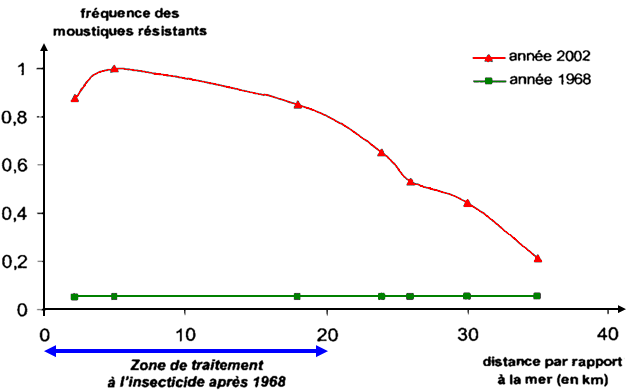 fréquence des
moustiques résistants
année 2002
année 1968
1
0,8
0,6
0,4
0,2
0
0 10 20 30 40
Zone de traitement
à l'insecticide après 1968
distance par rapport
à la mer (en km)